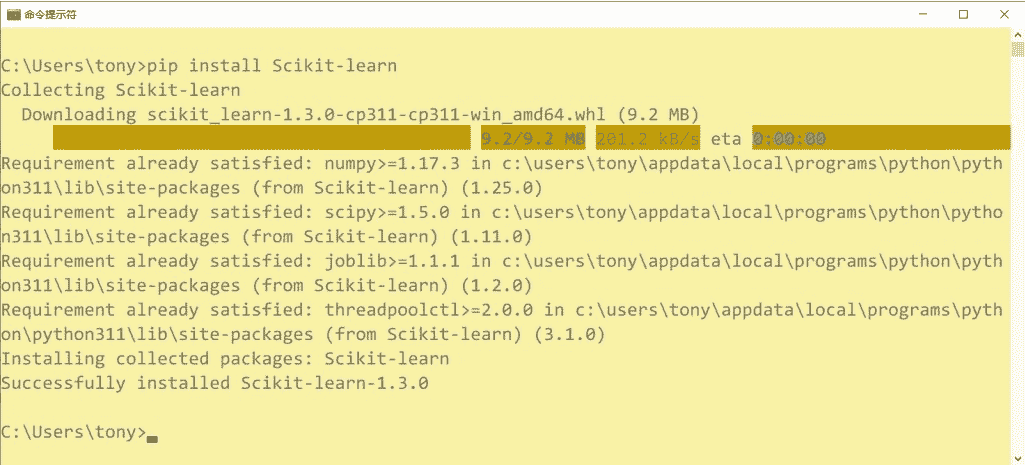 命令提示符
C:\Users\tony>pip install Scikit-learn
Collecting Scikit-learn
  Downloading scikit_learn-1.3.0-cp311-cp311-win_amd64.whl (9.2 MB)
9.2/9.2 MB 201.2 kB/s eta 0:00:00
Requirement already satisfied: numpy>=1.17.3 in c:\users\tony\appdata\local\programs\python\pyth
on311\lib\site-packages (from Scikit-learn) (1.25.0)
Requirement already satisfied: scipy>=1.5.0 in c:\users\tony\appdata\local\programs\python\pytho
n311\lib\site-packages (from Scikit-learn) (1.11.0)
Requirement already satisfied: joblib>=1.1.1 in c:\users\tony\appdata\local\programs\python\pyth
on311\lib\site-packages (from Scikit-learn) (1.2.0)
Requirement already satisfied: threadpoolctl>=2.0.0 in c:\users\tony\appdata\local\programs\pyth
on\python311\lib\site-packages (from Scikit-learn) (3.1.0)
Installing collected packages: Scikit-learn
Successfully installed Scikit-learn-1.3.0
C:\Users\tony>